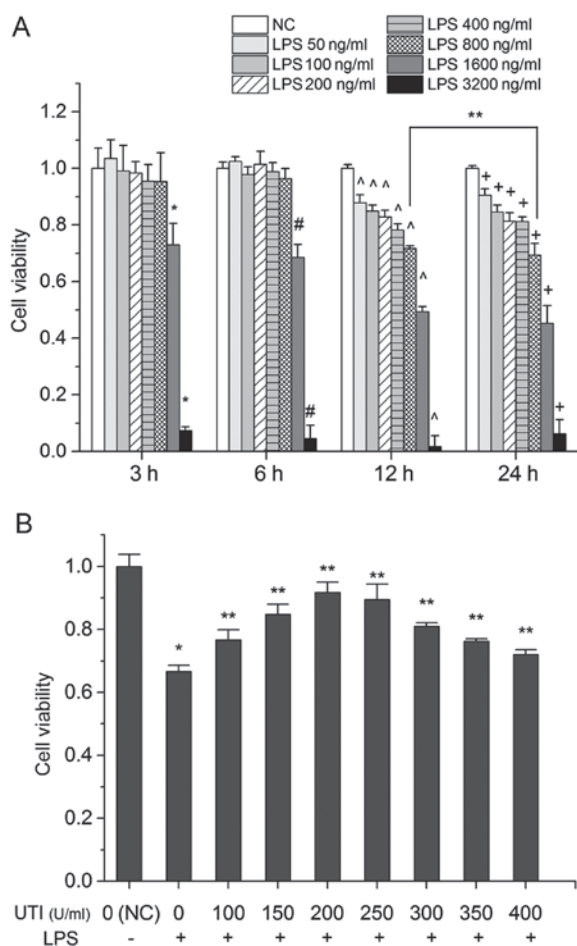 A
NC
LPS 50 ng/ml
LPS 100 ng/ml
LPS 200 ng/ml
LPS 400 ng/ml
LPS 800 ng/ml
LPS 1600 ng/ml
LPS 3200 ng/ml
Cell viability
1.2
1.0
0.8
0.6
0.4
0.2
0.0
**
* *
# #
^ ^ ^ ^ ^ ^ ^
+ + + + + + +
3 h 6 h 12 h 24 h
B
Cell viability
1.0
0.8
0.6
0.4
0.2
0.0
* ** ** ** ** ** ** **
UTI (U/ml) 0 (NC) 0 100 150 200 250 300 350 400
LPS - + + + + + + + +